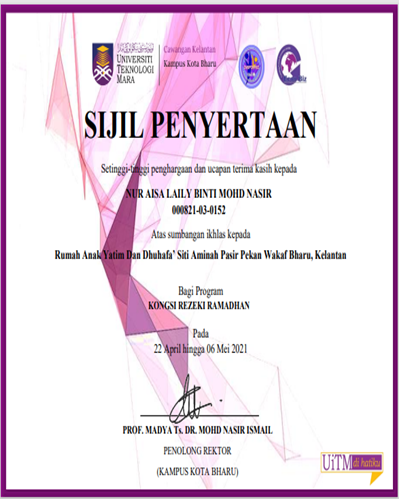 UNIVERSITI
TEKNOLOGI
MARA
Cawangan Kelantan
Kampus Kota Bharu
SIJIL PENYERTAAN
Setinggi-tinggi penghargaan dan ucapan terima kasih kepada
NUR AISA LAILY BINTI MOHD NASIR
000821-03-0152
Atas sumbangan ikhlas kepada
Rumah Anak Yatim Dan Dhuhafa’ Siti Aminah Pasir Pekan Wakaf Bharu, Kelantan
Bagi Program
KONGSI REZEKI RAMADHAN
Pada
22 April hingga 06 Mei 2021
PROF. MADYA Ts. DR. MOHD NASIR ISMAIL
PENOLONG REKTOR
(KAMPUS KOTA BHARU)
UiTM di hatiku